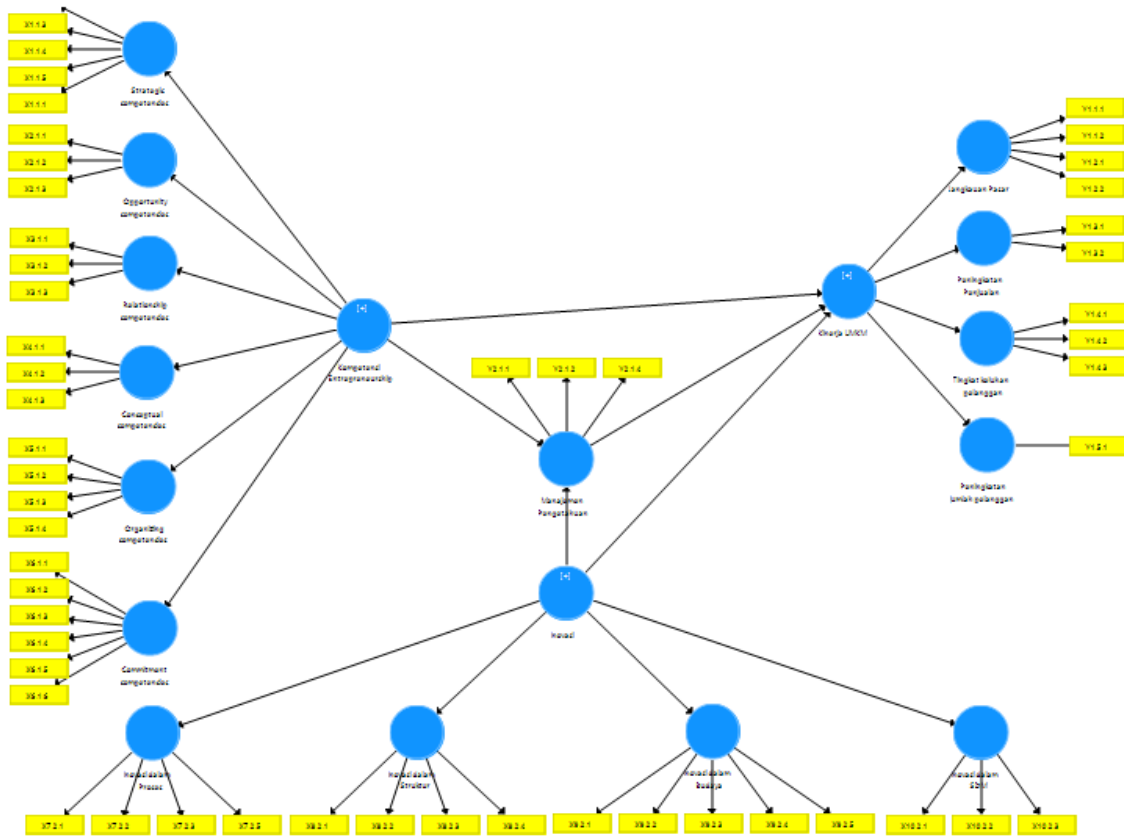 X1.1.3
X1.1.4
X1.1.5
X1.1.1
Strategic
competencies
X2.1.1
X2.1.2
X2.1.3
Opportunity
competencies
X3.1.1
X3.1.2
X3.1.3
Relationship
competencies
X4.1.1
X4.1.2
X4.1.3
Conceptual
competencies
X5.1.1
X5.1.2
X5.1.3
X5.1.4
Organizing
competencies
X6.1.1
X6.1.2
X6.1.3
X6.1.4
X6.1.5
X6.1.6
Commitment
competencies
[+]
Kompetensi
Entrepreneurship
Y2.1.1
Y2.1.2
Y2.1.4
Manajemen
Pengetahuan
[+]
Inovasi
[+]
Kinerja UMKM
Jangkauan Pasar
Y1.1.1
Y1.1.2
Y1.2.1
Y1.2.2
Peningkatan
Penjualan
Y1.3.1
Y1.3.2
Tingkat keluhan
pelanggan
Y1.4.1
Y1.4.2
Y1.4.3
Peningkatan
jumlah pelanggan
Y1.5.1
Inovasi dalam
Proses
X7.2.1
X7.2.2
X7.2.3
X7.2.5
Inovasi dalam
Struktur
X8.2.1
X8.2.2
X8.2.3
X8.2.4
Inovasi dalam
Budaya
X9.2.1
X9.2.2
X9.2.3
X9.2.4
X9.2.5
Inovasi dalam
SDM
X10.2.1
X10.2.2
X10.2.3